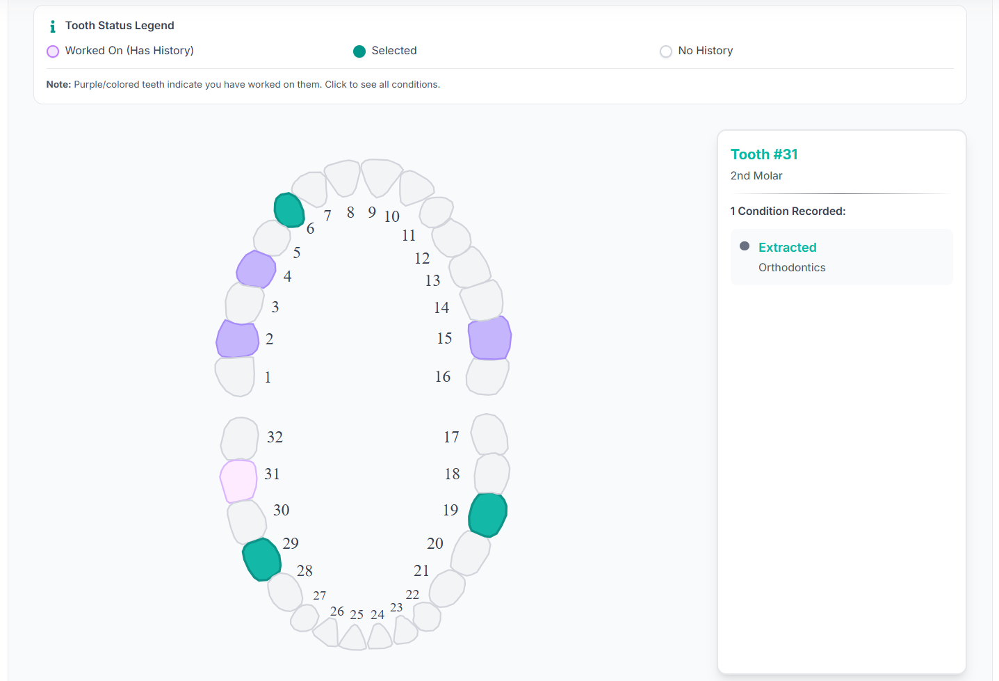 Tooth Status Legend
Worked On (Has History)
Selected
No History
Note: Purple/colored teeth indicate you have worked on them. Click to see all conditions.
7 8 9 10
6 11
5 12
4 13
3 14
2 15
1 16
32 17
31 18
30 19
29 20
28 21
27 22
26 25 24 23
Tooth #31
2nd Molar
1 Condition Recorded:
Extracted
Orthodontics